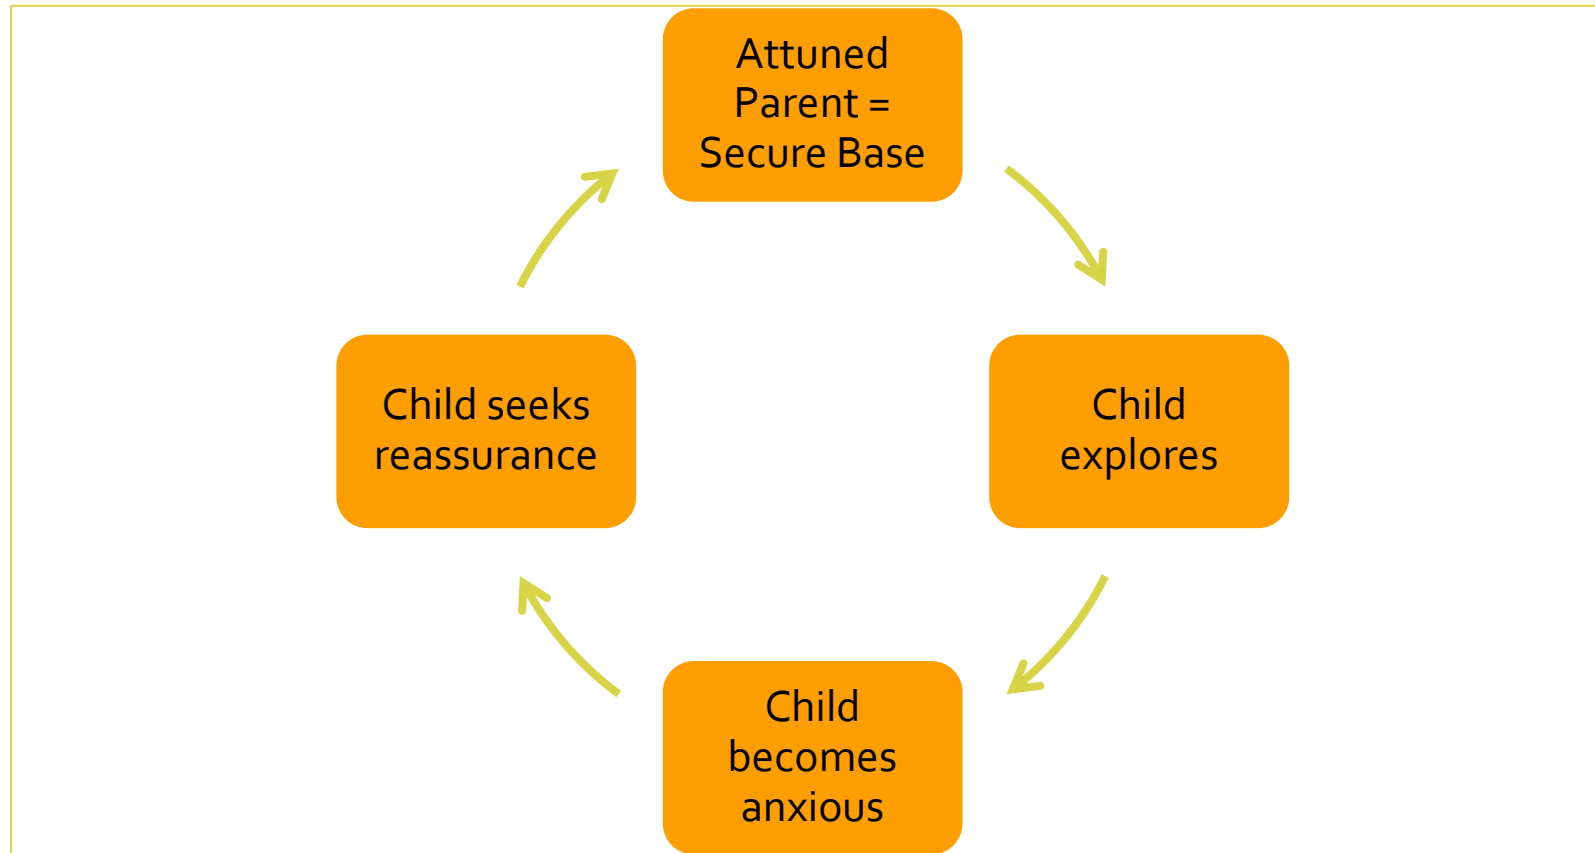 Attuned
Parent =
Secure Base
Child
explores
Child
becomes
anxious
Child seeks
reassurance